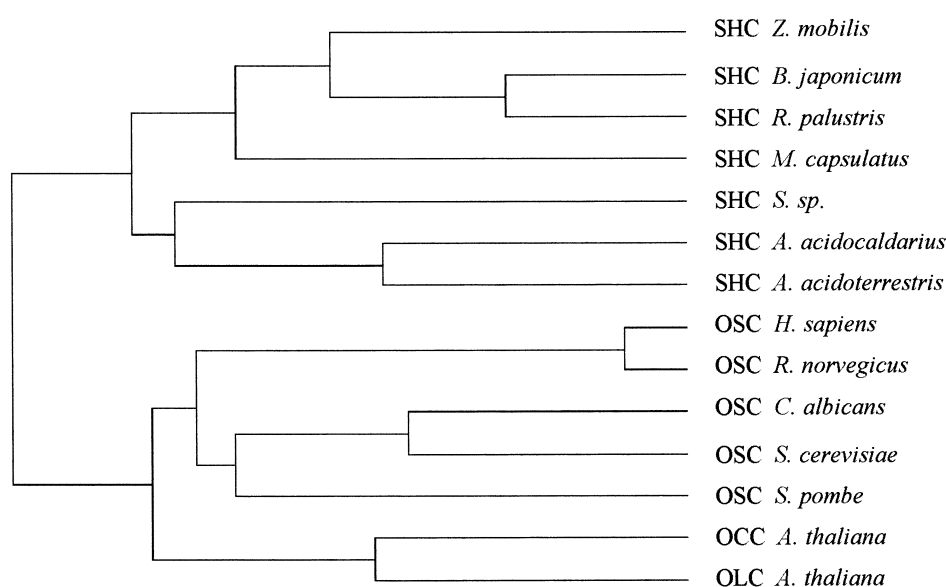 SHC Z. mobilis
SHC B. japonicum
SHC R. palustris
SHC M. capsulatus
SHC S. sp.
SHC A. acidocaldarius
SHC A. acidoterrestris
OSC H. sapiens
OSC R. norvegicus
OSC C. albicans
OSC S. cerevisiae
OSC S. pombe
OCC A. thaliana
OLC A. thaliana